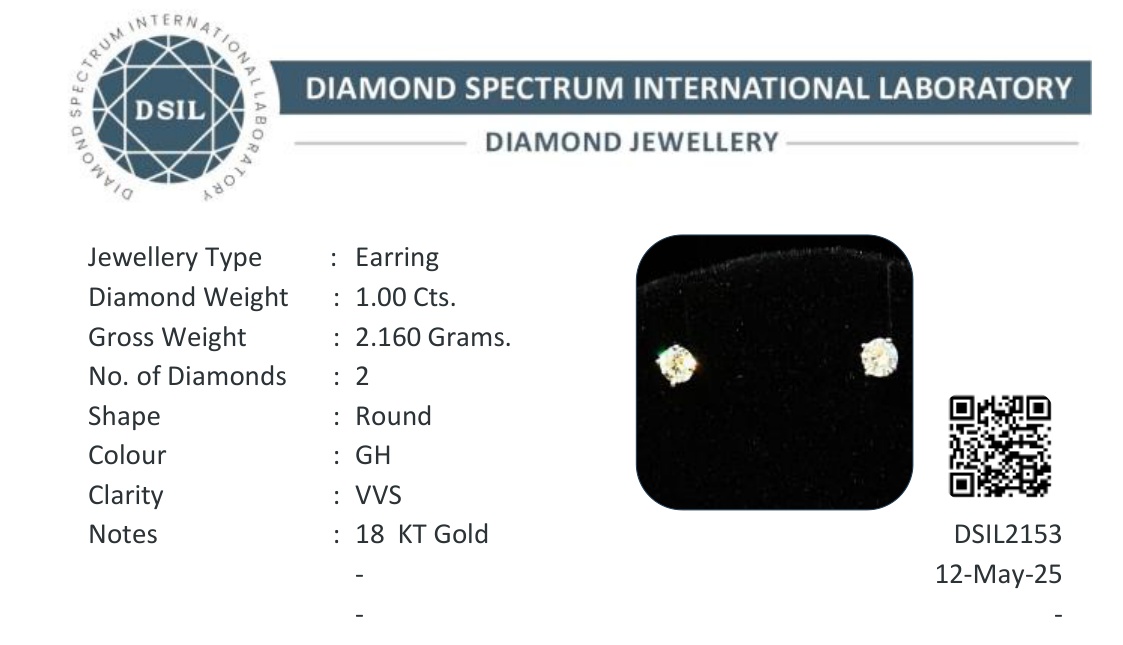 DIAMOND SPECTRUM INTERNATIONAL LABORATORY
DSIL
DIAMOND SPECTRUM INTERNATIONAL LABORATORY
DIAMOND JEWELLERY
Jewellery Type : Earring
Diamond Weight : 1.00 Cts.
Gross Weight : 2.160 Grams.
No. of Diamonds : 2
Shape : Round
Colour : GH
Clarity : VVS
Notes : 18 KT Gold
-
-
DSIL2153
12-May-25
-